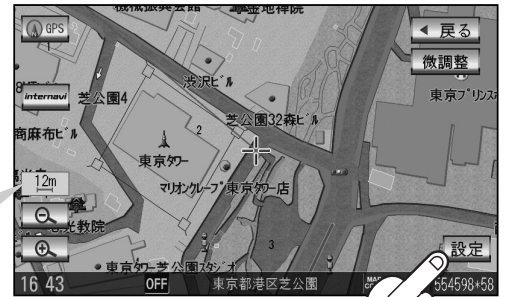 GPS
戻る
微調整
渋沢ビル
internavi
芝公園4
東京プリンス
芝公園32森ビル
商麻布ビル
2
東京タワー
12m
マリオンクレープ東京タワー店
光教院
3
設定
東京タワー芝公園スタジオ
16 43
OFF
東京都港区芝公園
554598*58